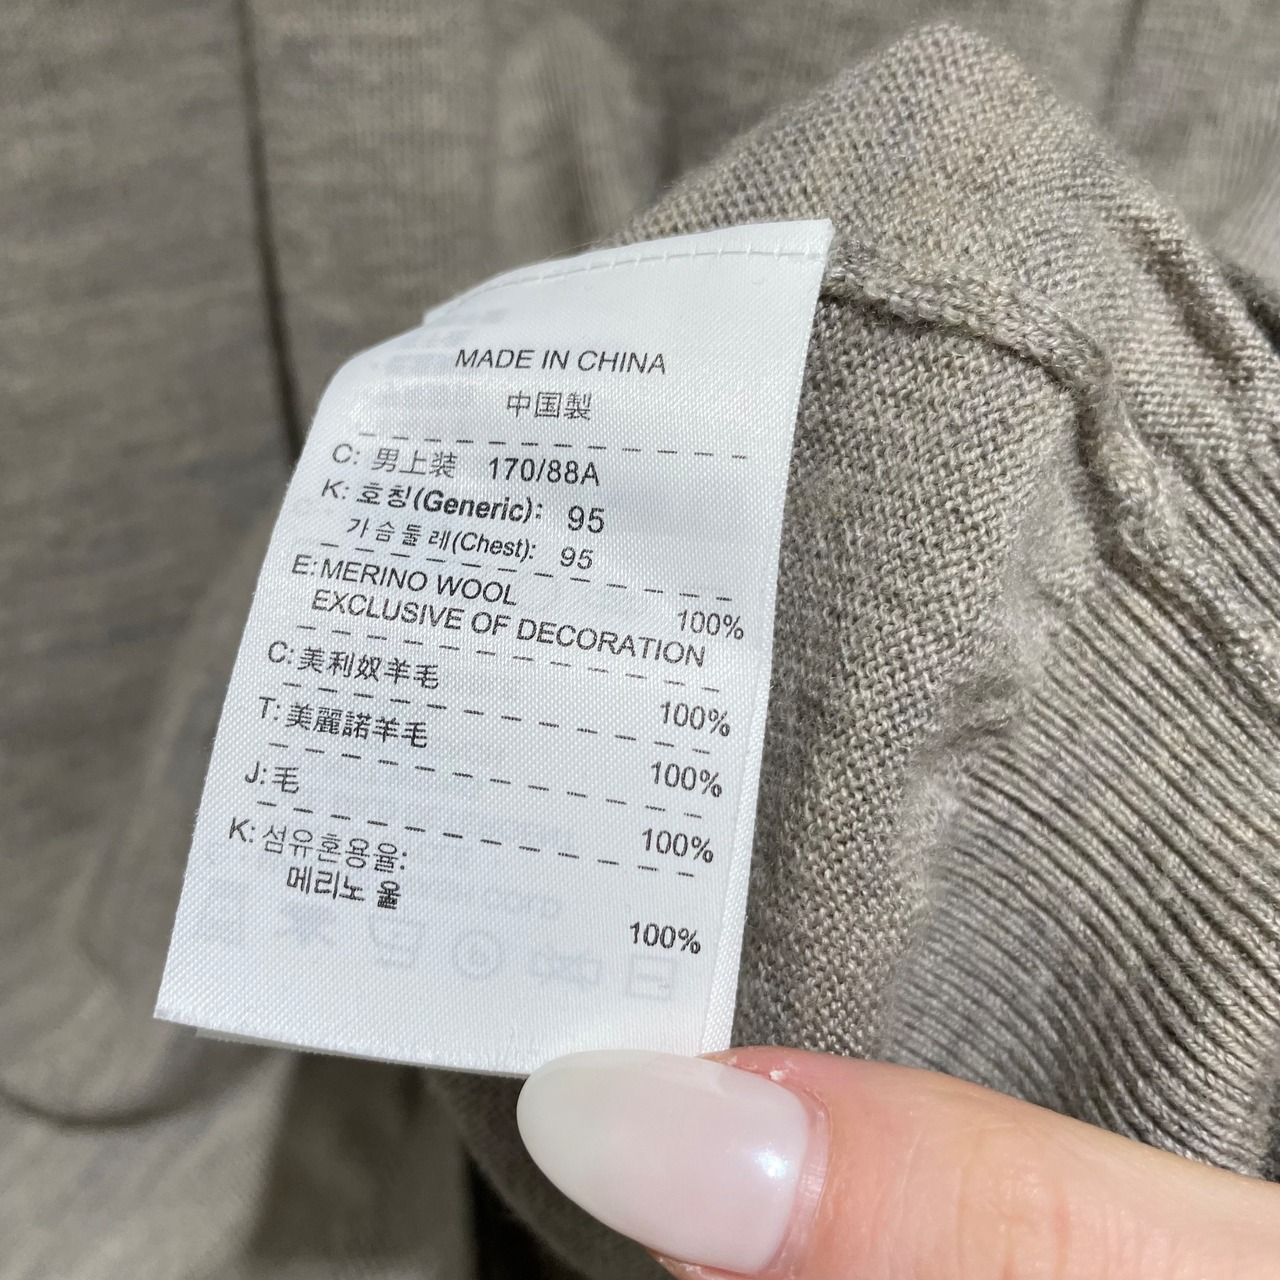 MADE IN CHINA
中国製
C: 男上装 170/88A
K: 호칭(Generic): 95
가슴둘레(Chest): 95
E: MERINO WOOL 100%
EXCLUSIVE OF DECORATION
C: 美利奴羊毛 100%
T: 美麗諾羊毛 100%
J: 毛 100%
K: 섬유혼용율:
메리노 울 100%